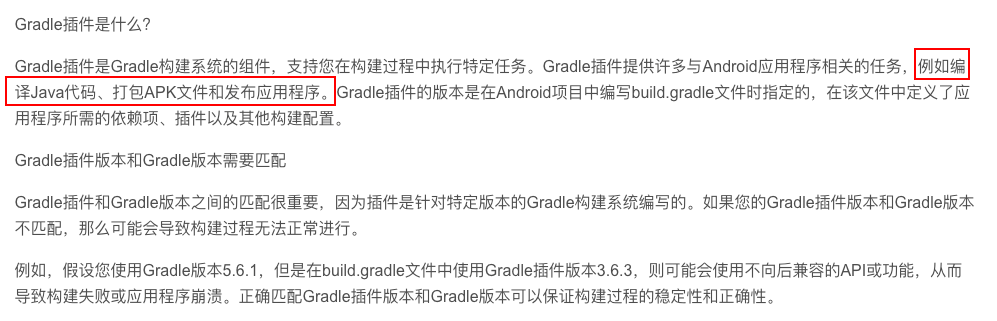 Gradle插件是什么?
Gradle插件是Gradle构建系统的组件，支持您在构建过程中执行特定任务。Gradle插件提供许多与Android应用程序相关的任务，例如编
译Java代码、打包APK文件和发布应用程序。Gradle插件的版本是在Android项目中编写build.gradle文件时指定的，在该文件中定义了应
用程序所需的依赖项、插件以及其他构建配置。
Gradle插件版本和Gradle版本需要匹配
Gradle插件和Gradle版本之间的匹配很重要，因为插件是针对特定版本的Gradle构建系统编写的。如果您的Gradle插件版本和Gradle版本
不匹配，那么可能会导致构建过程无法正常进行。
例如，假设您使用Gradle版本5.6.1，但是在build.gradle文件中使用Gradle插件版本3.6.3，则可能会使用不向后兼容的API或功能，从而
导致构建失败或应用程序崩溃。正确匹配Gradle插件版本和Gradle版本可以保证构建过程的稳定性和正确性。